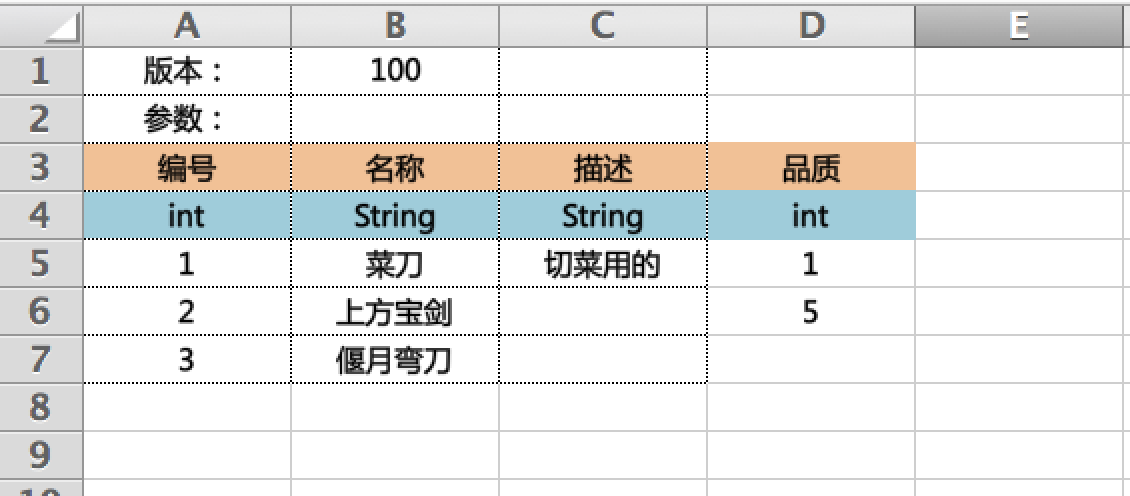 A B C D E
1 版本： 100
2 参数：
3 编号 名称 描述 品质
4 int String String int
5 1 菜刀 切菜用的 1
6 2 上方宝剑 5
7 3 偃月弯刀
8
9
10